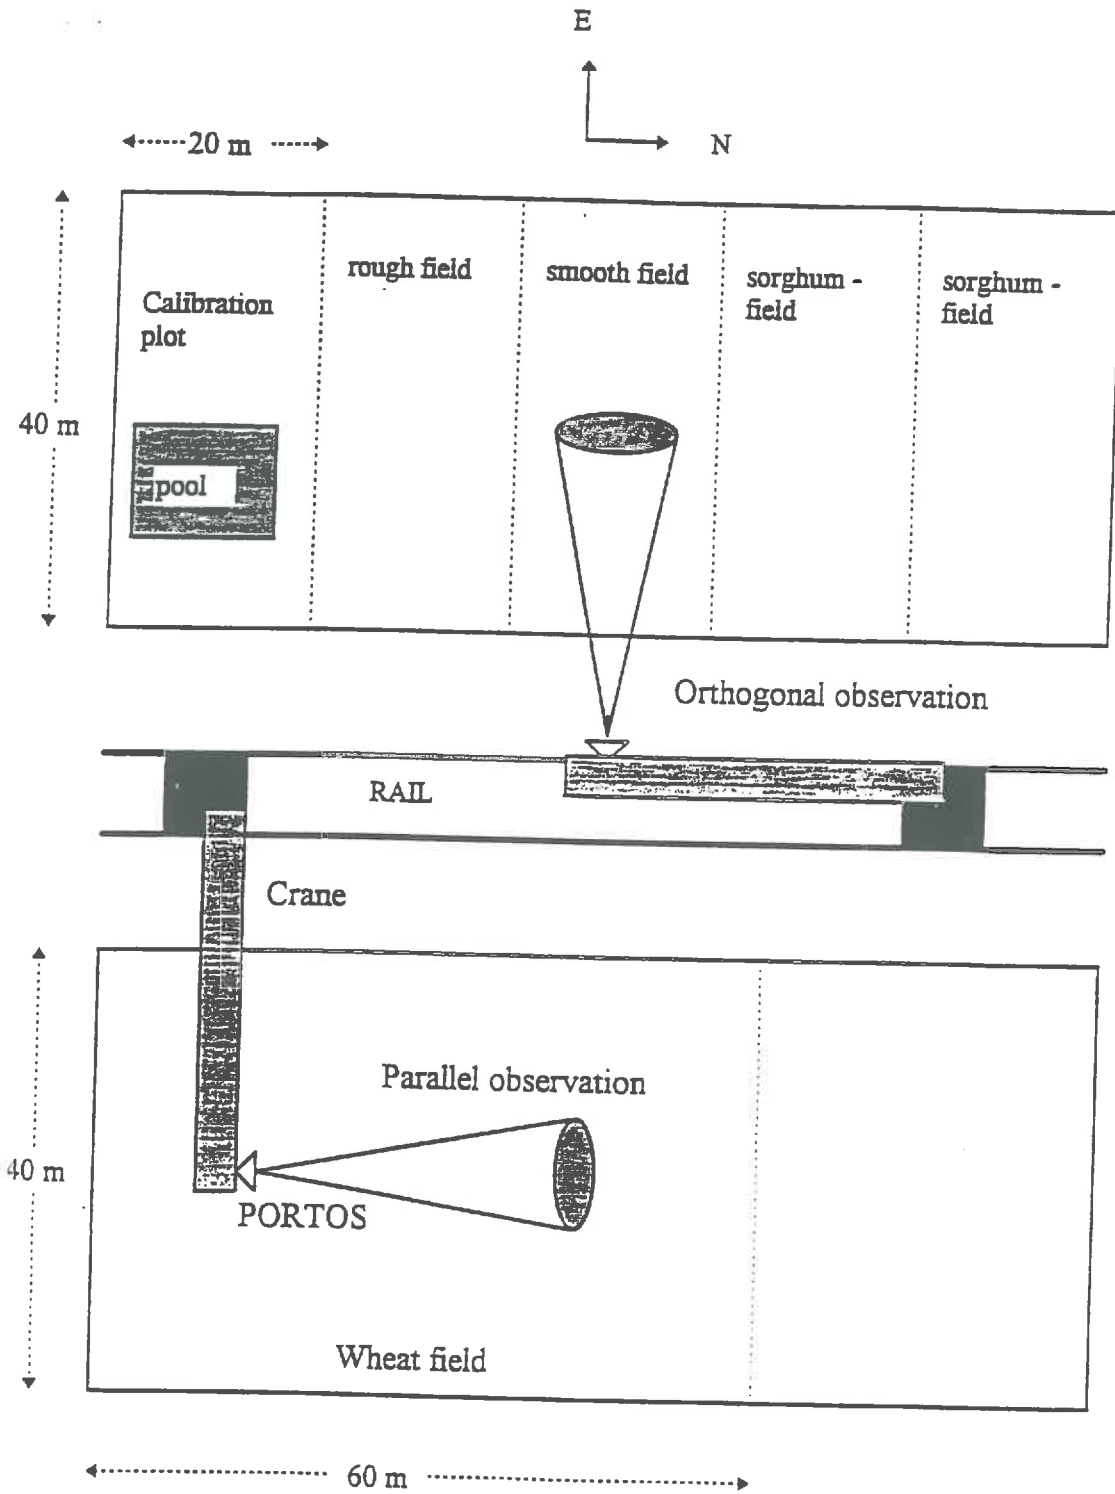 E
N
20 m
rough field
smooth field
sorghum -
field
sorghum -
field
Calibration
plot
40 m
pool
Orthogonal observation
RAIL
Crane
Parallel observation
40 m
PORTOS
Wheat field
60 m